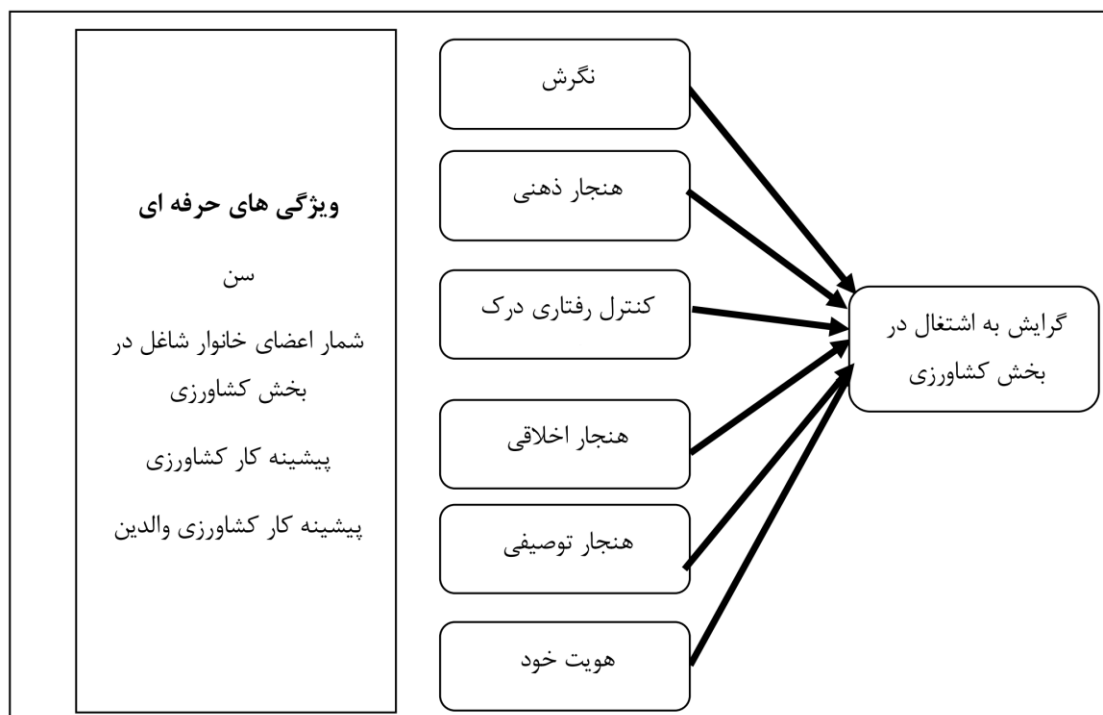 ویژگی های حرفه ای
سن
شمار اعضای خانوار شاغل در
بخش کشاورزی
پیشینه کار کشاورزی
پیشینه کار کشاورزی والدین
نگرش
هنجار ذهنی
کنترل رفتاری درک
هنجار اخلاقی
هنجار توصیفی
هویت خود
گرایش به اشتغال در
بخش کشاورزی